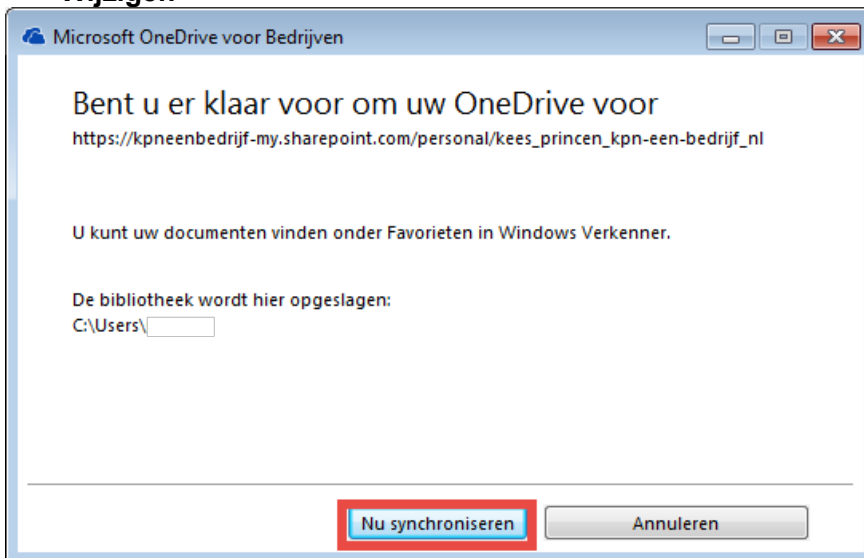 Wijzigen
Microsoft OneDrive voor Bedrijven
Bent u er klaar voor om uw OneDrive voor
https://kpneenbedrijf-my.sharepoint.com/personal/kees_princen_kpn-een-bedrijf_nl
U kunt uw documenten vinden onder Favorieten in Windows Verkenner.
De bibliotheek wordt hier opgeslagen:
C:\Users\
Nu synchroniseren
Annuleren